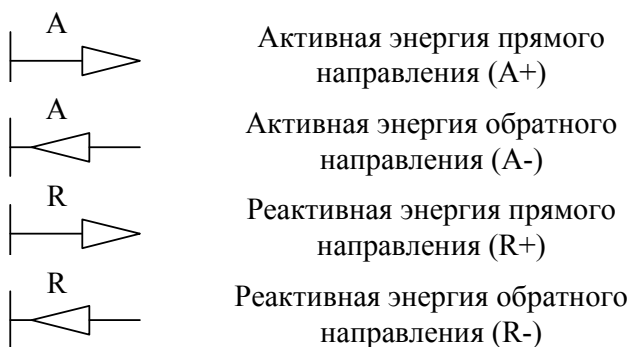 A
Активная энергия прямого
направления (A+)
A
Активная энергия обратного
направления (A-)
R
Реактивная энергия прямого
направления (R+)
R
Реактивная энергия обратного
направления (R-)